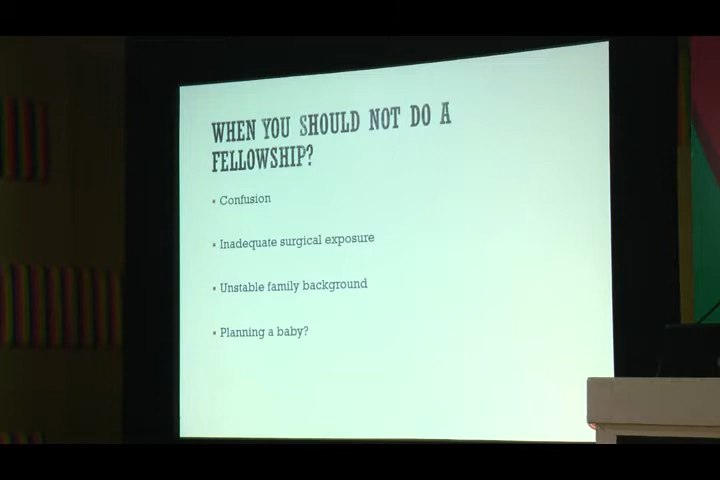 WHEN YOU SHOULD NOT DO A
FELLOWSHIP?
▪ Confusion
▪ Inadequate surgical exposure
▪ Unstable family background
▪ Planning a baby?